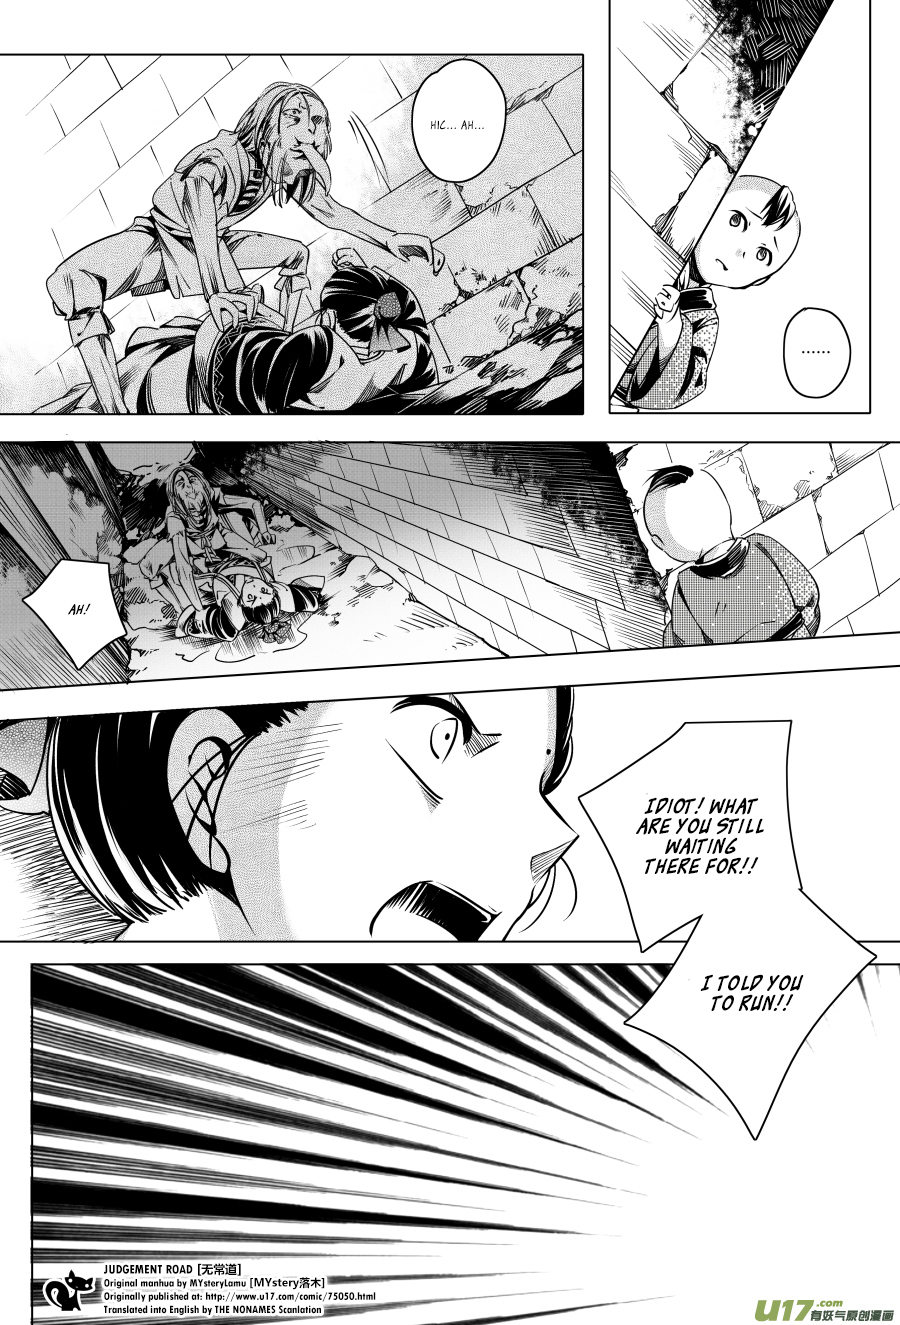 HIC... AH...
......
AH!
IDIOT! WHAT
ARE YOU STILL
WAITING
THERE FOR!!
I TOLD YOU
TO RUN!!
JUDGEMENT ROAD [无常道]
Original manhua by MYsteryLamu [MYstery落木]
Originally published at: http://www.u17.com/comic/75050.html
Translated into English by THE NONAMES Scanlation
U17.com
有妖气原创漫画